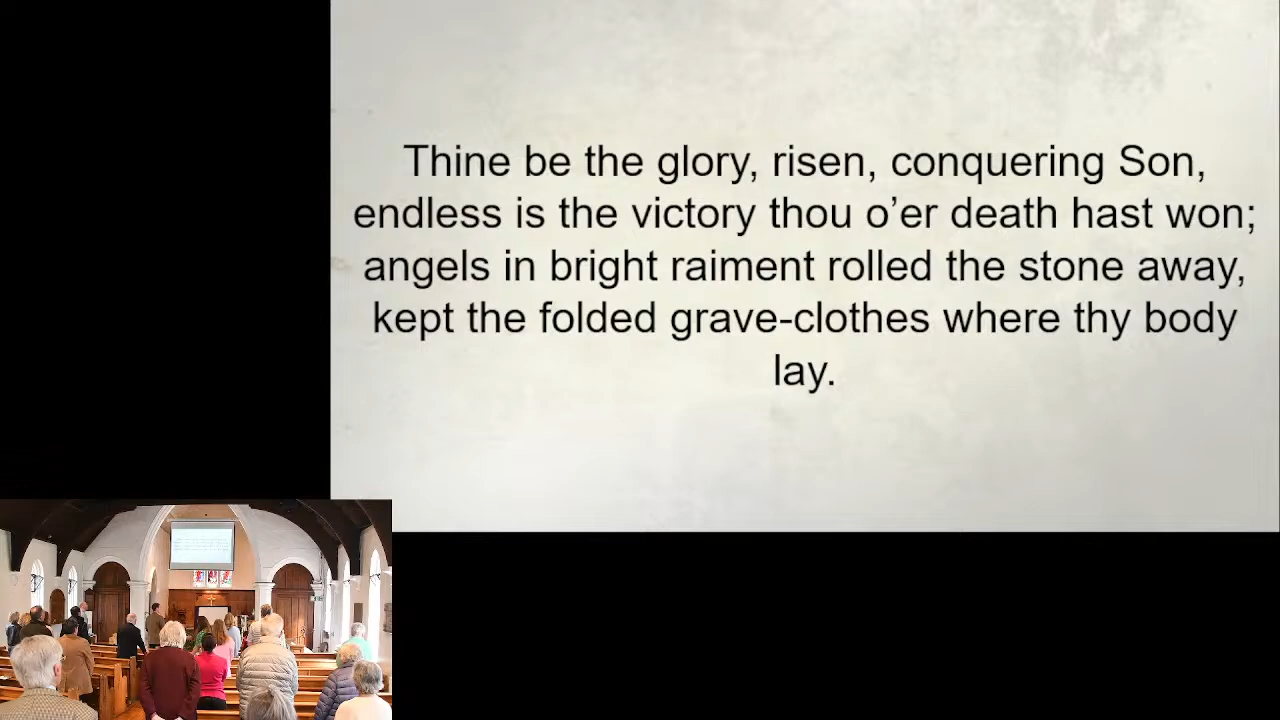 Thine be the glory, risen, conquering Son,
endless is the victory thou o’er death hast won;
angels in bright raiment rolled the stone away,
kept the folded grave-clothes where thy body
lay.